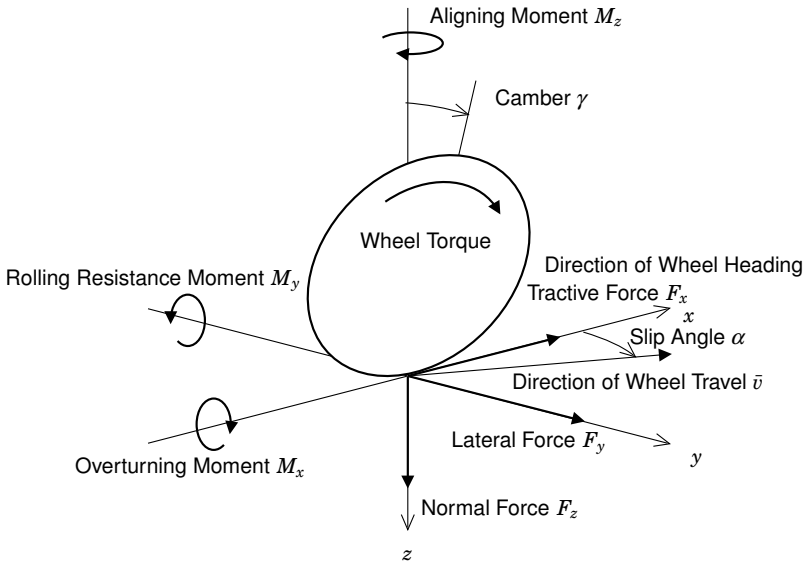 Aligning Moment M_z
Camber γ
Wheel Torque
Direction of Wheel Heading
Rolling Resistance Moment M_y
Tractive Force F_x
x
Slip Angle α
Direction of Wheel Travel v̄
Lateral Force F_y
y
Overturning Moment M_x
Normal Force F_z
z